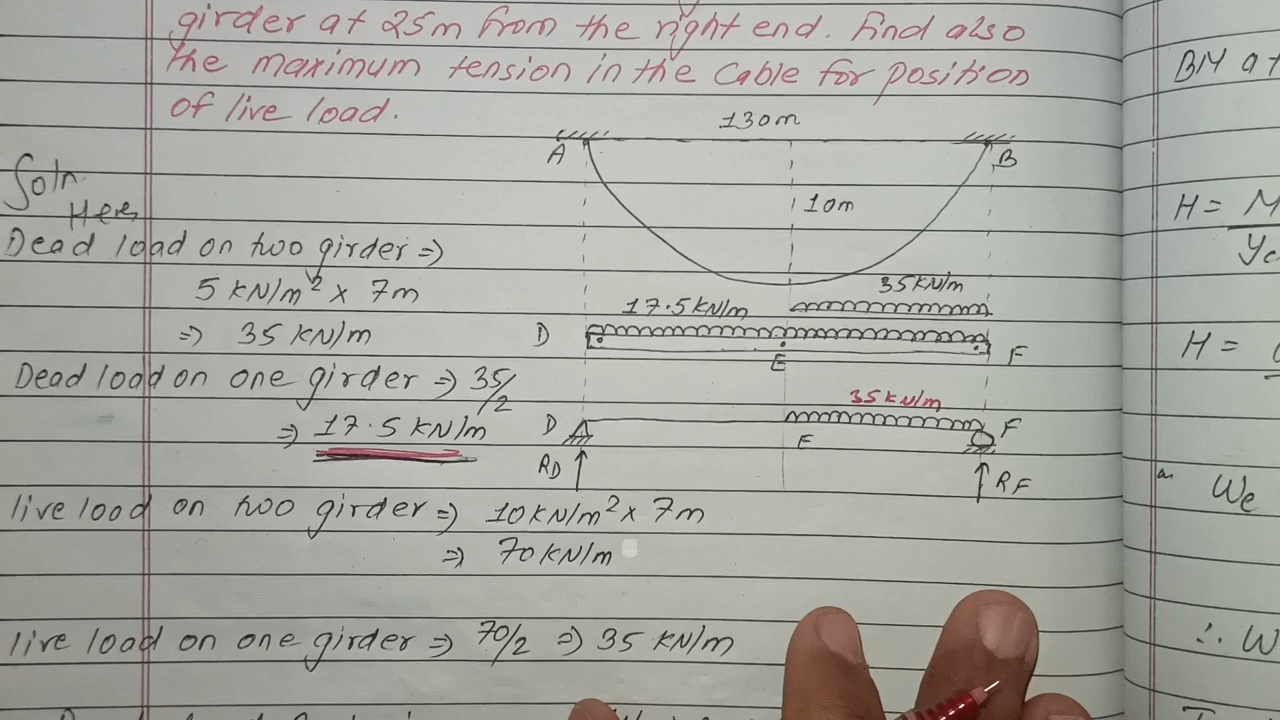 girder at 25m from the right end. Find also
the maximum tension in the Cable for position
of live load.
130m
A
B
Soln.
Here,
10m
Dead load on two girder ⇒
5 KN/m² x 7m
⇒ 35 KN/m
35KN/m
17.5KN/m
D
E
F
Dead load on one girder ⇒ 35/2
⇒ 17.5 KN/m
35KN/m
D
E
F
RD
RF
live load on two girder ⇒ 10KN/m² x 7m
⇒ 70KN/m
live load on one girder ⇒ 70/2 ⇒ 35 KN/m
BM at
H = M
Yc
H =
We
∴ W